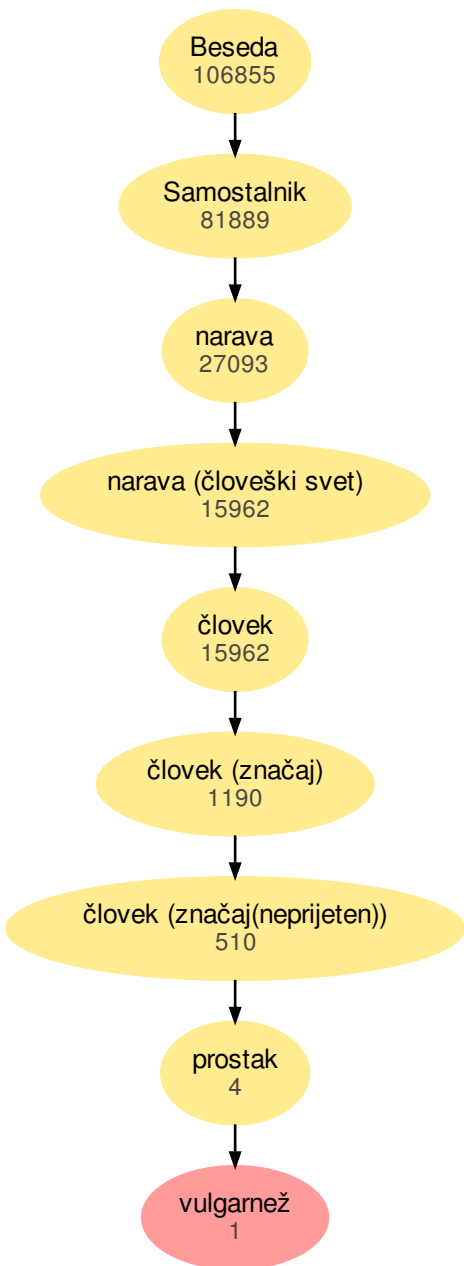 Beseda
106855
Samostalnik
81889
narava
27093
narava (človeški svet)
15962
človek
15962
človek (značaj)
1190
človek (značaj(neprijeten))
510
prostak
4
vulgarnež
1